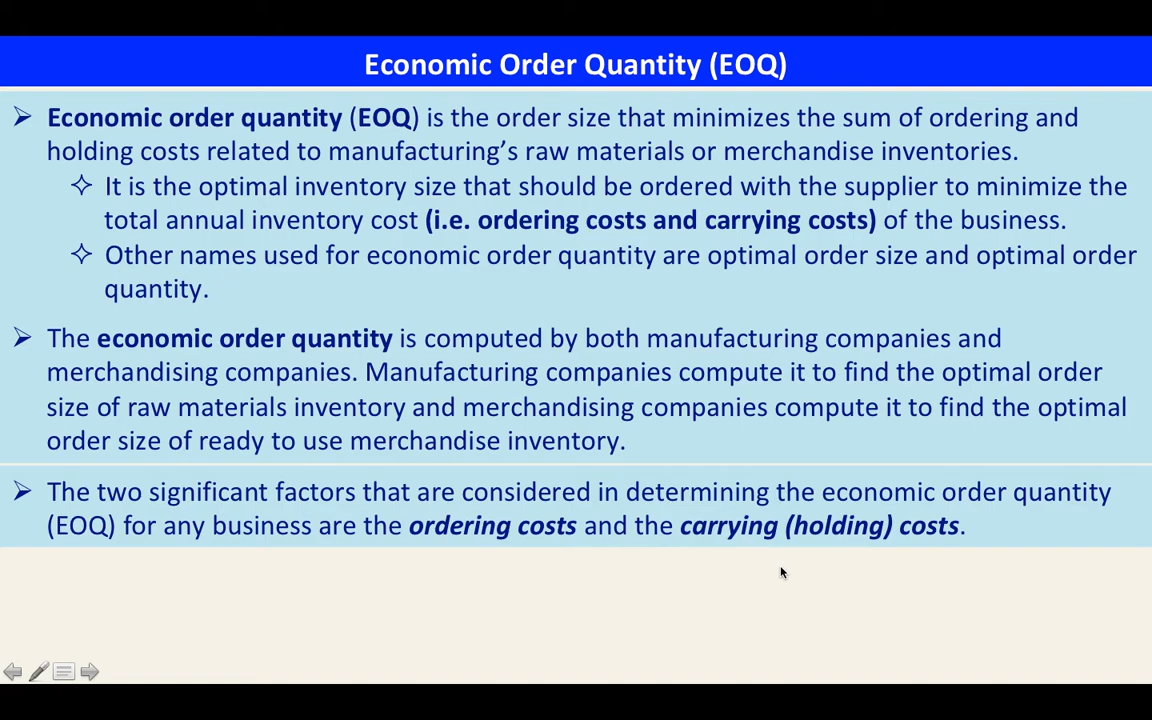 Economic Order Quantity (EOQ)
➢ Economic order quantity (EOQ) is the order size that minimizes the sum of ordering and
holding costs related to manufacturing’s raw materials or merchandise inventories.
✧ It is the optimal inventory size that should be ordered with the supplier to minimize the
total annual inventory cost (i.e. ordering costs and carrying costs) of the business.
✧ Other names used for economic order quantity are optimal order size and optimal order
quantity.
➢ The economic order quantity is computed by both manufacturing companies and
merchandising companies. Manufacturing companies compute it to find the optimal order
size of raw materials inventory and merchandising companies compute it to find the optimal
order size of ready to use merchandise inventory.
➢ The two significant factors that are considered in determining the economic order quantity
(EOQ) for any business are the ordering costs and the carrying (holding) costs.